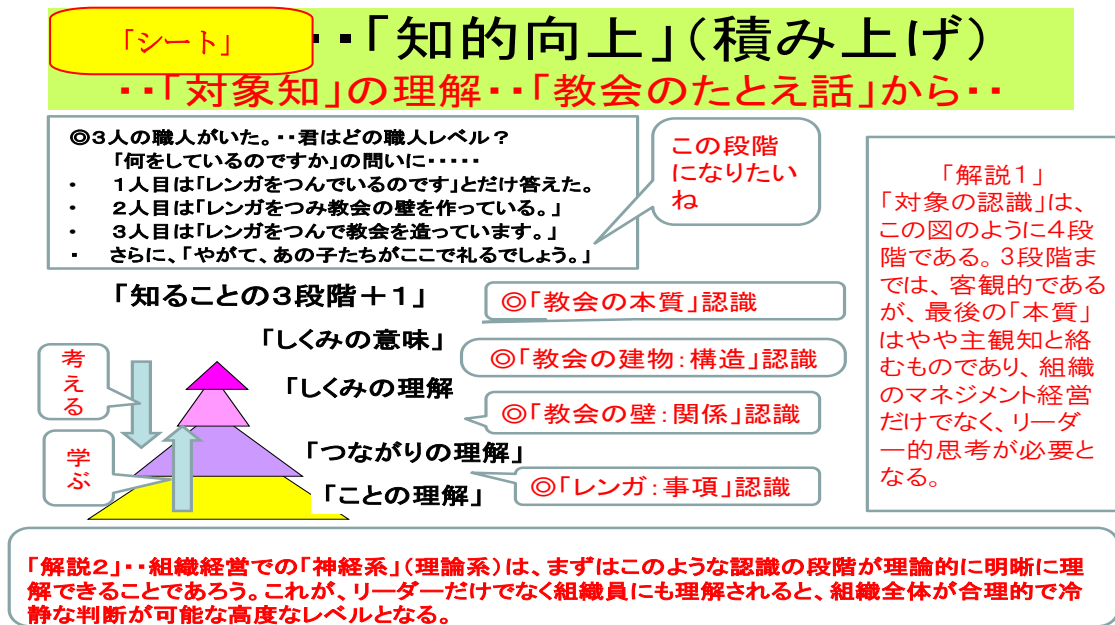 「シート」
・・「知的向上」(積み上げ)
・・「対象知」の理解・・「教会のたとえ話」から・・
◎3人の職人がいた。・・君はどの職人レベル?
「何をしているのですか」の問いに・・・・・
・ 1人目は「レンガをつんでいるのです」とだけ答えた。
・ 2人目は「レンガをつみ教会の壁を作っている。」
・ 3人目は「レンガをつんで教会を造っています。」
・ さらに、「やがて、あの子たちがここで礼るでしょう。」
この段階
になりたい
ね
「解説1」
「対象の認識」は、
この図のように4段
階である。3段階ま
では、客観的である
が、最後の「本質」
はやや主観知と絡
むものであり、組織
のマネジメント経営
だけでなく、リーダ
ー的思考が必要と
なる。
「知ることの3段階+1」
◎「教会の本質」認識
「しくみの意味」
◎「教会の建物:構造」認識
考
え
る
「しくみの理解
◎「教会の壁:関係」認識
学
ぶ
「つながりの理解」
「ことの理解」
◎「レンガ:事項」認識
「解説2」・・組織経営での「神経系」(理論系)は、まずはこのような認識の段階が理論的に明晰に理
解できることであろう。これが、リーダーだけでなく組織員にも理解されると、組織全体が合理的で冷
静な判断が可能な高度なレベルとなる。